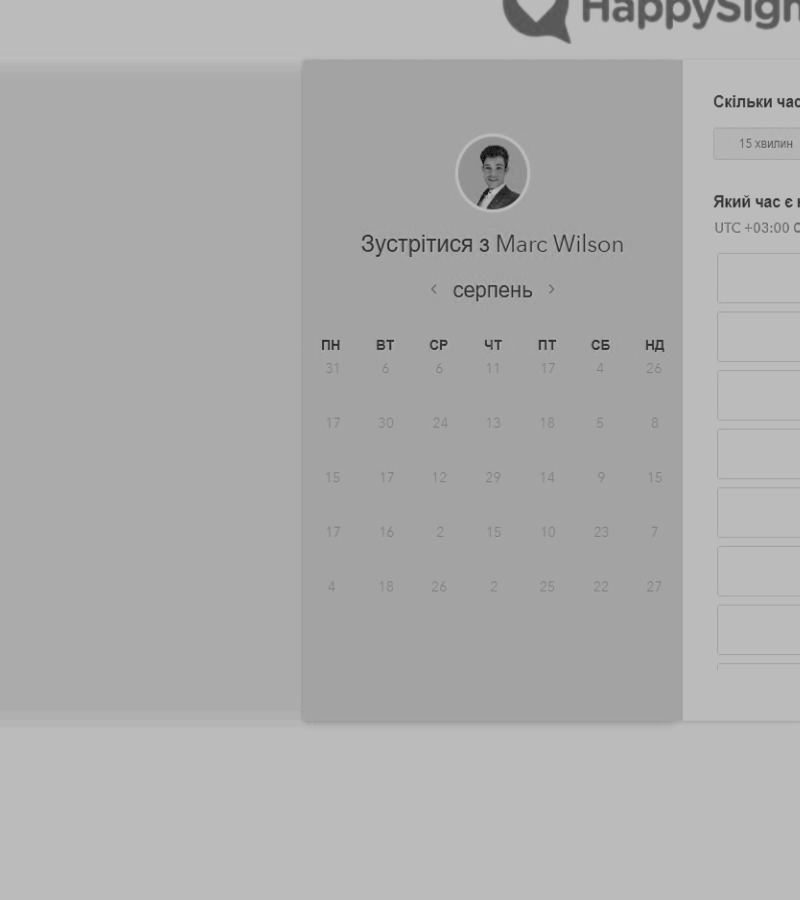 HappySign
Зустрітися з Marc Wilson
серпень
ПН ВТ СР ЧТ ПТ СБ НД
31 6 6 11 17 4 26
17 30 24 13 18 5 8
15 17 12 29 14 9 15
17 16 2 15 10 23 7
4 18 26 2 25 22 27
Скільки час
15 хвилин
Який час є
UTC +03:00